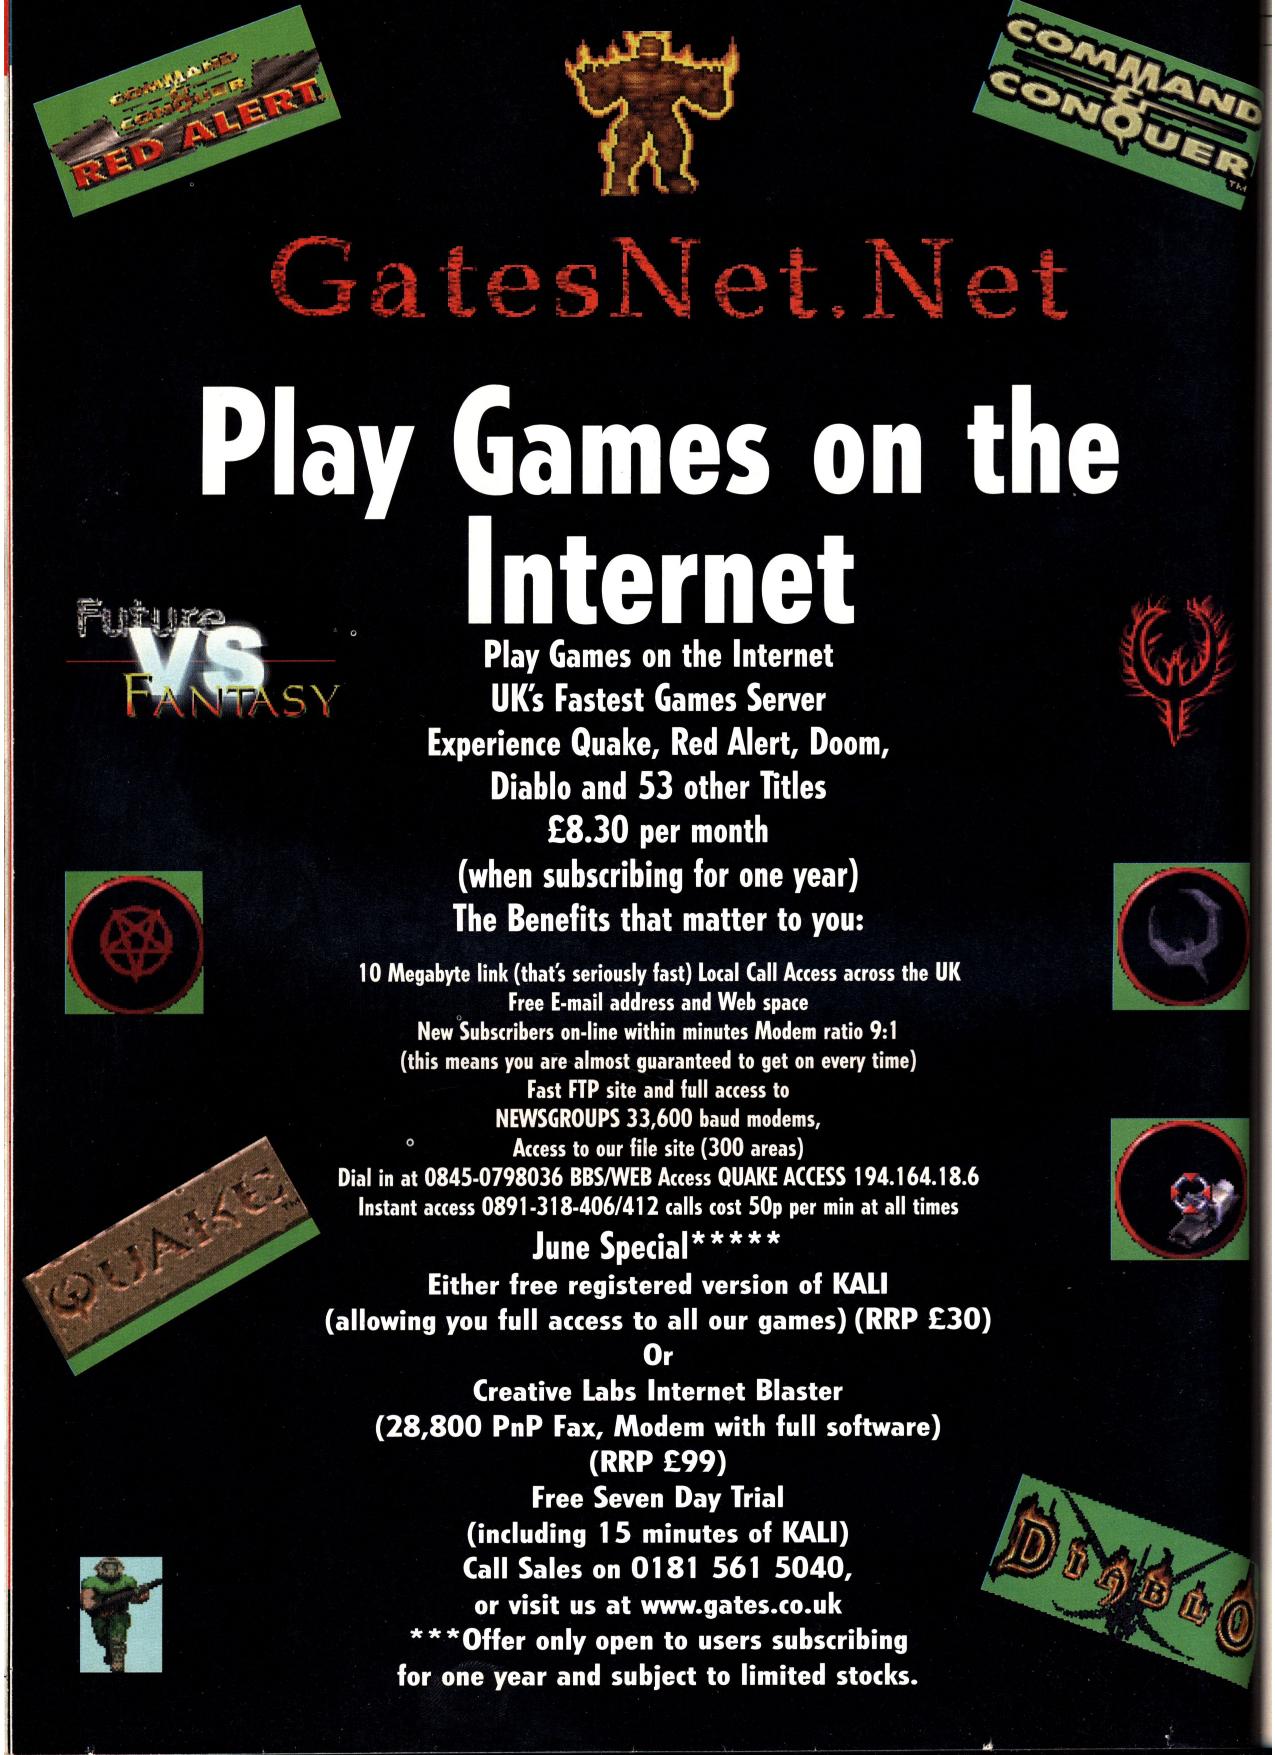 COMMAND
&
CONQUER
RED ALERT
COMMAND
&
CONQUER
TM
GatesNet.Net
Play Games on the
Internet
Future
VS
FANTASY
Play Games on the Internet
UK's Fastest Games Server
Experience Quake, Red Alert, Doom,
Diablo and 53 other Titles
£8.30 per month
(when subscribing for one year)
The Benefits that matter to you:
10 Megabyte link (that's seriously fast) Local Call Access across the UK
Free E-mail address and Web space
New Subscribers on-line within minutes Modem ratio 9:1
(this means you are almost guaranteed to get on every time)
Fast FTP site and full access to
NEWSGROUPS 33,600 baud modems,
Access to our file site (300 areas)
Dial in at 0845-0798036 BBS/WEB Access QUAKE ACCESS 194.164.18.6
Instant access 0891-318-406/412 calls cost 50p per min at all times
QUAKE TM
June Special*****
Either free registered version of KALI
(allowing you full access to all our games) (RRP £30)
Or
Creative Labs Internet Blaster
(28,800 PnP Fax, Modem with full software)
(RRP £99)
Free Seven Day Trial
(including 15 minutes of KALI)
Call Sales on 0181 561 5040,
or visit us at www.gates.co.uk
***Offer only open to users subscribing
for one year and subject to limited stocks.
DIABLO